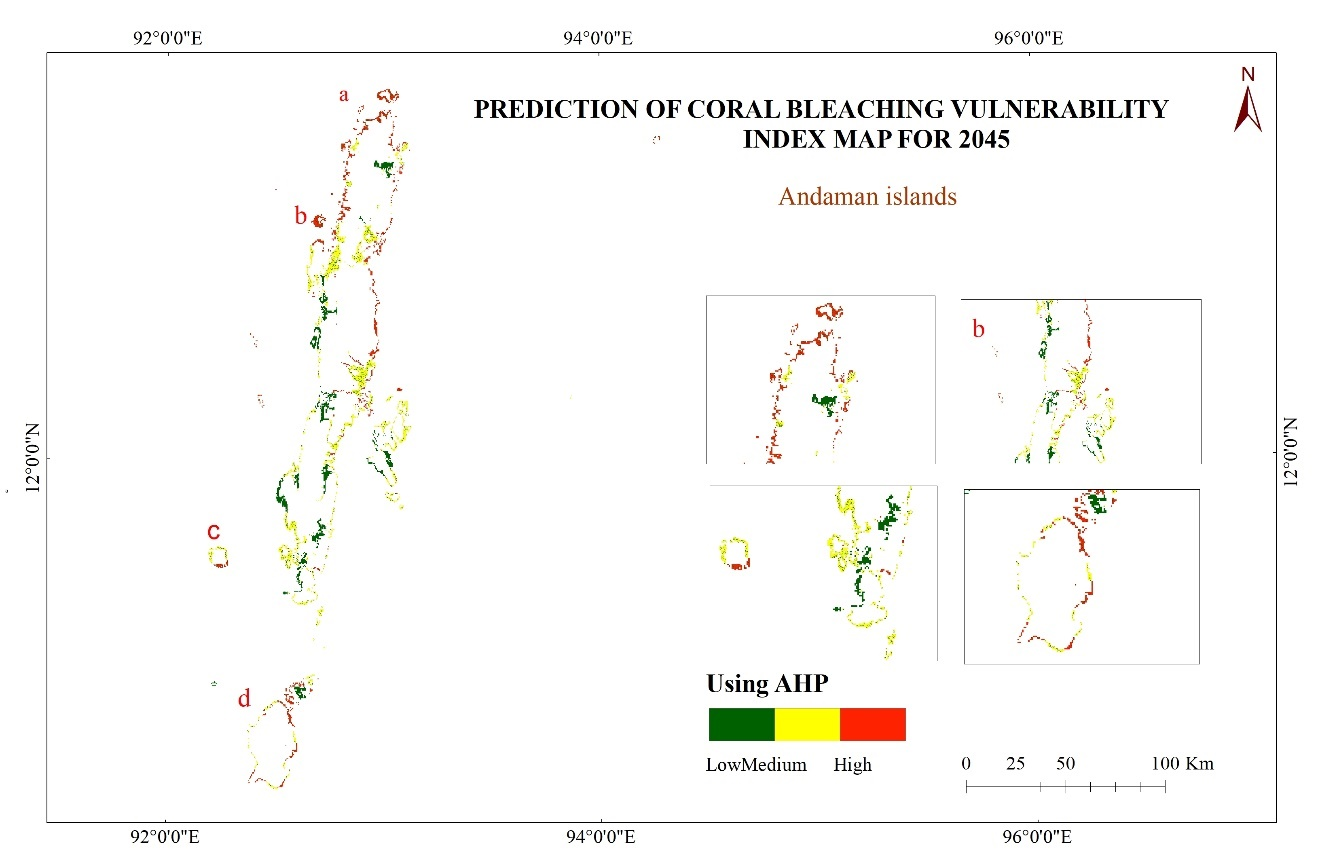 92°0'0"E 94°0'0"E 96°0'0"E
N
a
PREDICTION OF CORAL BLEACHING VULNERABILITY
INDEX MAP FOR 2045
Andaman islands
b
b
12°0'0"N 12°0'0"N
c
d
Using AHP
LowMedium High
0 25 50 100 Km
92°0'0"E 94°0'0"E 96°0'0"E